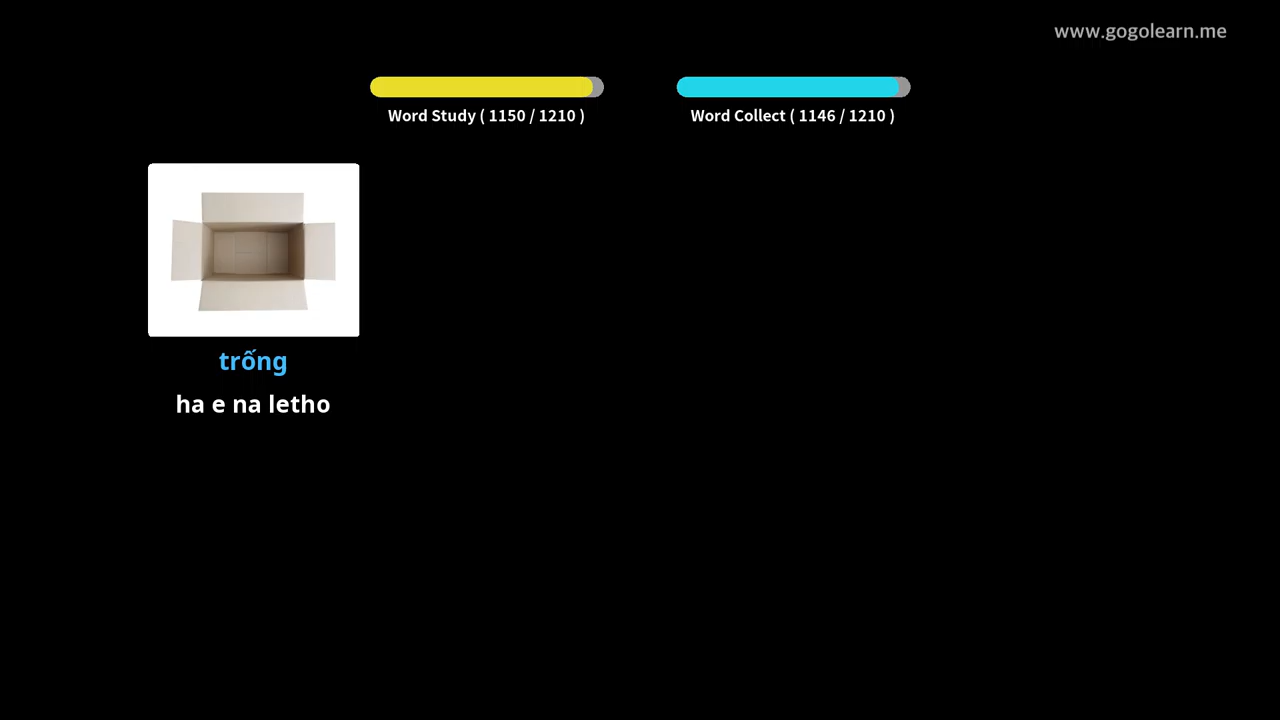 www.gogolearn.me
Word Study ( 1150 / 1210 )
Word Collect ( 1146 / 1210 )
trống
ha e na letho